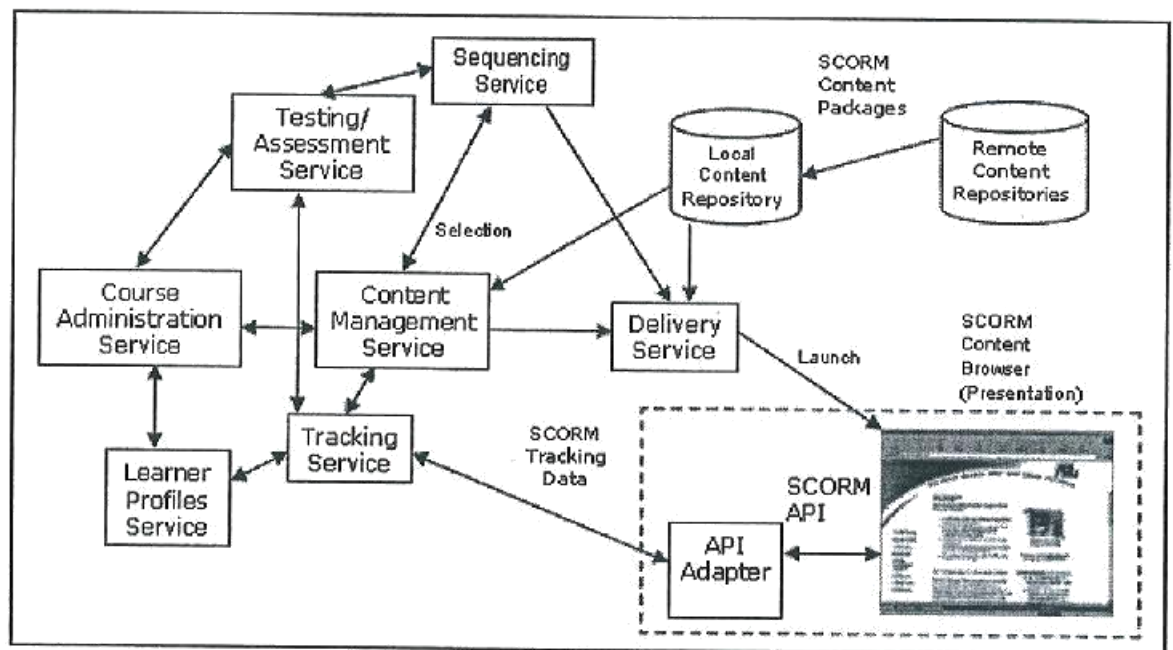 Sequencing
Service
SCORM
Content
Packages
Testing/
Assessment
Service
Local
Content
Repository
Remote
Content
Repositories
Selection
Course
Administration
Service
Content
Management
Service
Delivery
Service
SCORM
Content
Browser
(Presentation)
Launch
Tracking
Service
SCORM
Tracking
Data
Learner
Profiles
Service
SCORM
API
API
Adapter